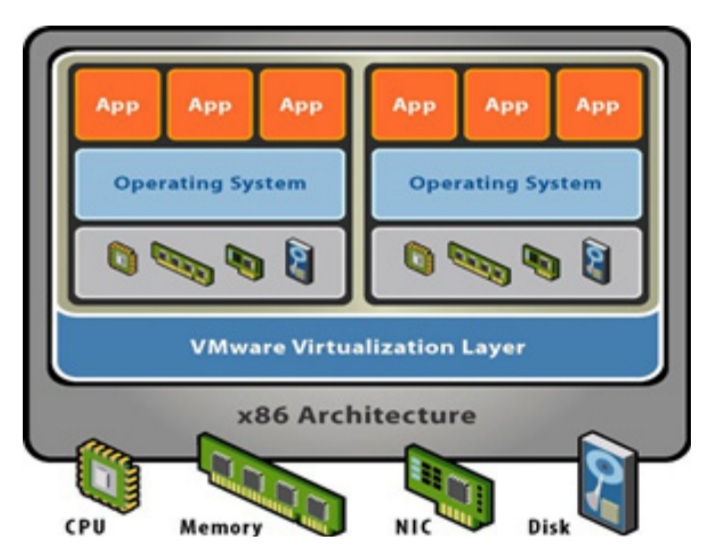 App App App App App App
Operating System Operating System
VMware Virtualization Layer
x86 Architecture
CPU Memory NIC Disk